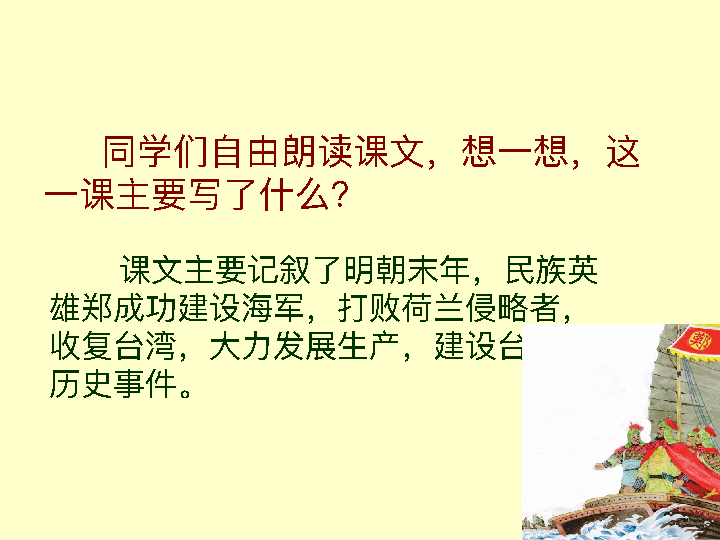 同学们自由朗读课文，想一想，这
一课主要写了什么？
课文主要记叙了明朝末年，民族英
雄郑成功建设海军，打败荷兰侵略者，
收复台湾，大力发展生产，建设台
历史事件。
鄭